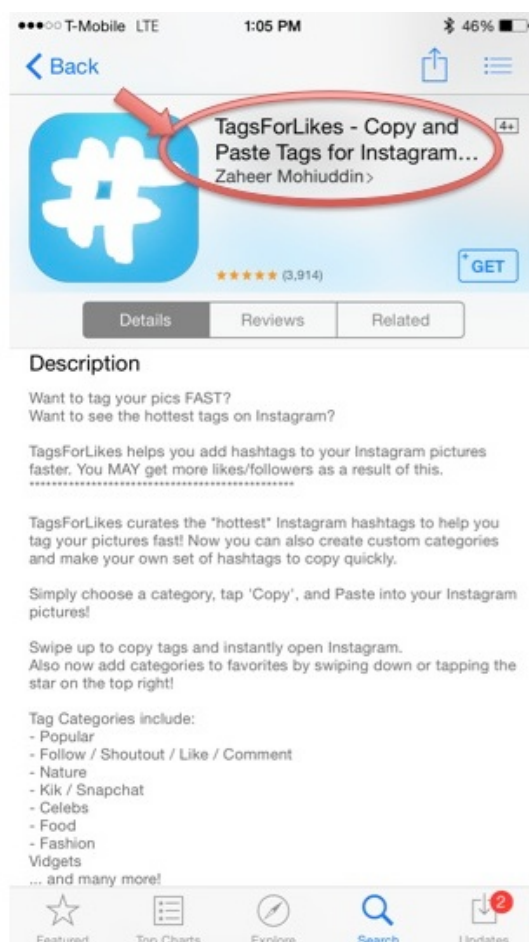 T-Mobile LTE 1:05 PM 46%
Back
TagsForLikes - Copy and
Paste Tags for Instagram...
4+
Zaheer Mohiuddin>
(3,914)
+GET
Details Reviews Related
Description
Want to tag your pics FAST?
Want to see the hottest tags on Instagram?
TagsForLikes helps you add hashtags to your Instagram pictures
faster. You MAY get more likes/followers as a result of this.
**************************************************
TagsForLikes curates the "hottest" Instagram hashtags to help you
tag your pictures fast! Now you can also create custom categories
and make your own set of hashtags to copy quickly.
Simply choose a category, tap 'Copy', and Paste into your Instagram
pictures!
Swipe up to copy tags and instantly open Instagram.
Also now add categories to favorites by swiping down or tapping the
star on the top right!
Tag Categories include:
- Popular
- Follow / Shoutout / Like / Comment
- Nature
- Kik / Snapchat
- Celebs
- Food
- Fashion
Vidgets
... and many more!
2
Featured Top Charts Explore Search Updates